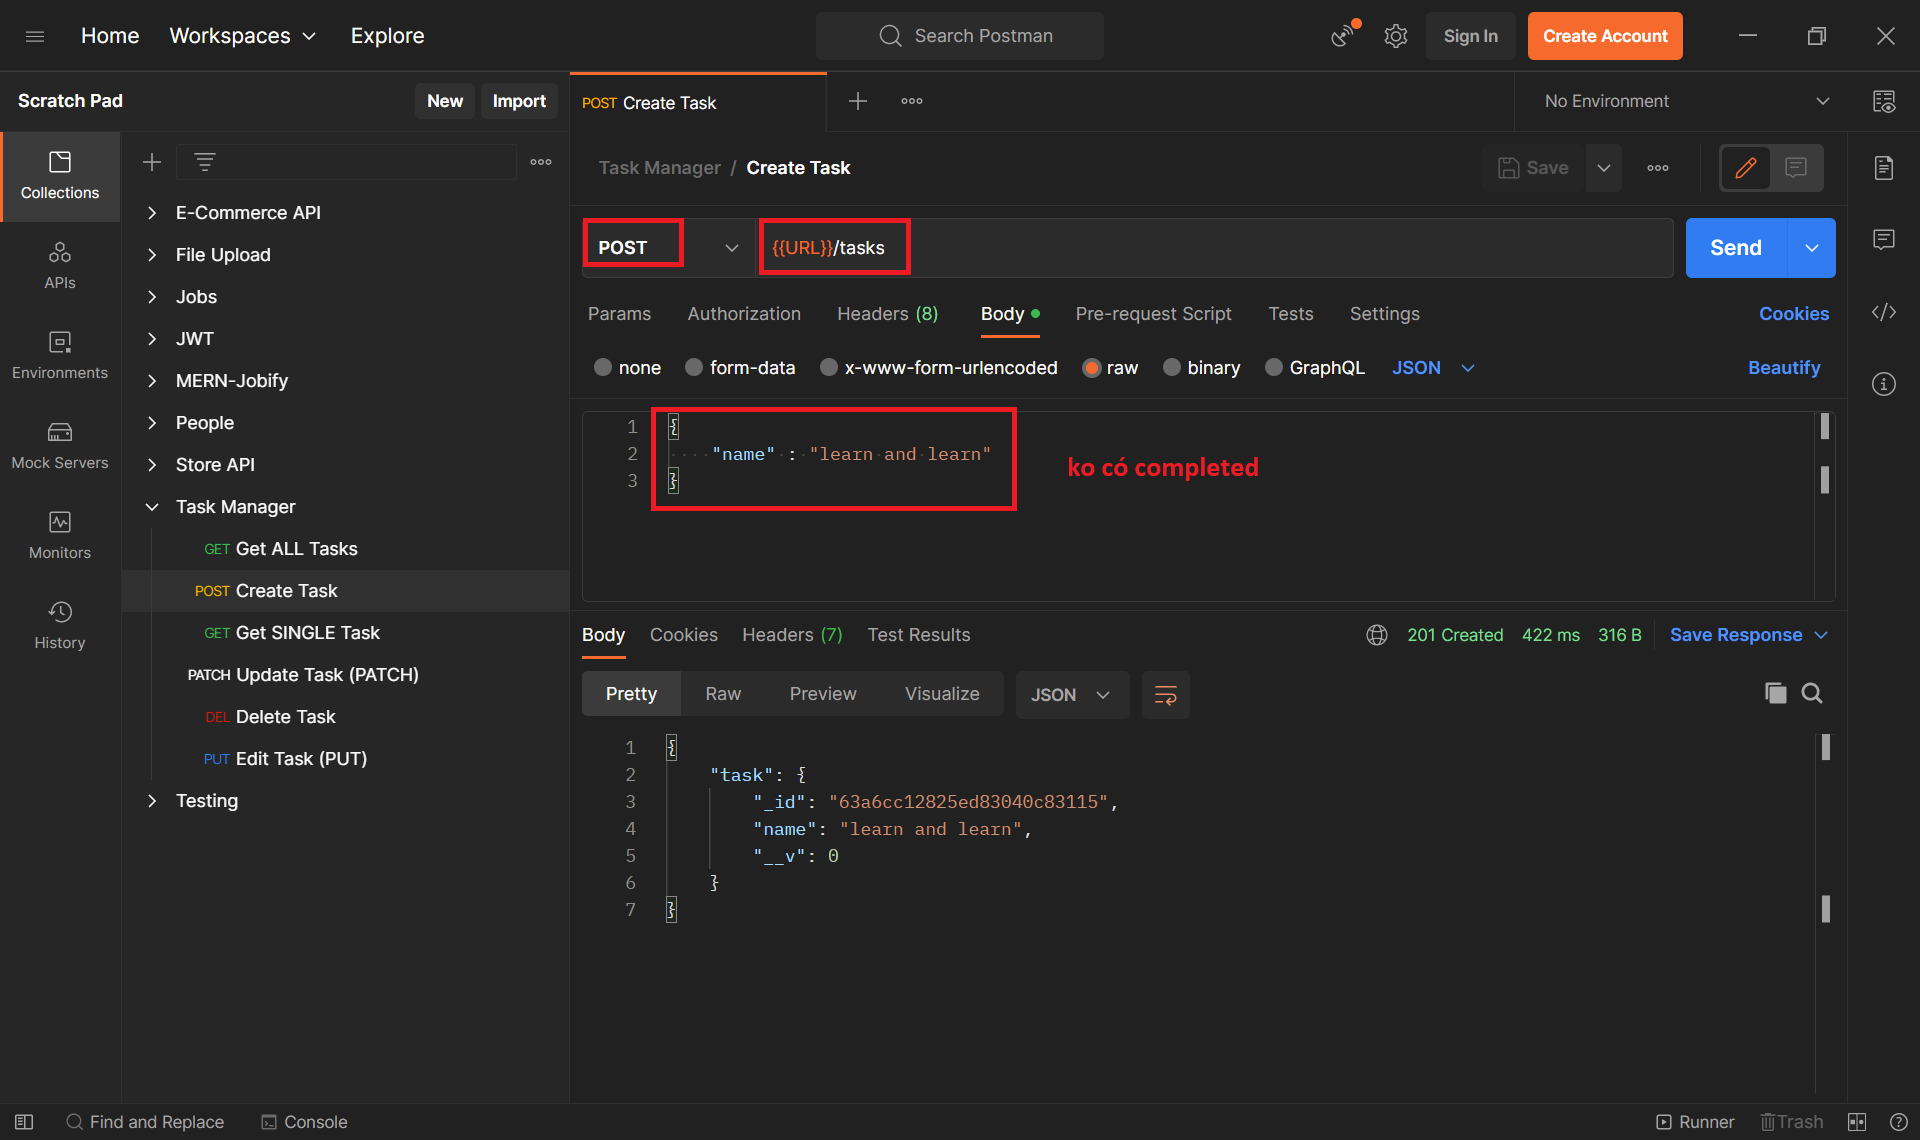 Home Workspaces Explore Search Postman Sign In Create Account
Scratch Pad New Import
POST Create Task
No Environment
Collections
APIs
Environments
Mock Servers
Monitors
History
E-Commerce API
File Upload
Jobs
JWT
MERN-Jobify
People
Store API
Task Manager
GET Get ALL Tasks
POST Create Task
GET Get SINGLE Task
PATCH Update Task (PATCH)
DEL Delete Task
PUT Edit Task (PUT)
Testing
Task Manager / Create Task
Save
POST {{URL}}/tasks Send
Params Authorization Headers (8) Body Pre-request Script Tests Settings Cookies
none form-data x-www-form-urlencoded raw binary GraphQL JSON Beautify
1 {
2 ····"name"·:·"learn·and·learn"
3 }
ko có completed
Body Cookies Headers (7) Test Results 201 Created 422 ms 316 B Save Response
Pretty Raw Preview Visualize JSON
1 {
2 "task": {
3 "_id": "63a6cc12825ed83040c83115",
4 "name": "learn and learn",
5 "__v": 0
6 }
7 }
Find and Replace Console Runner Trash